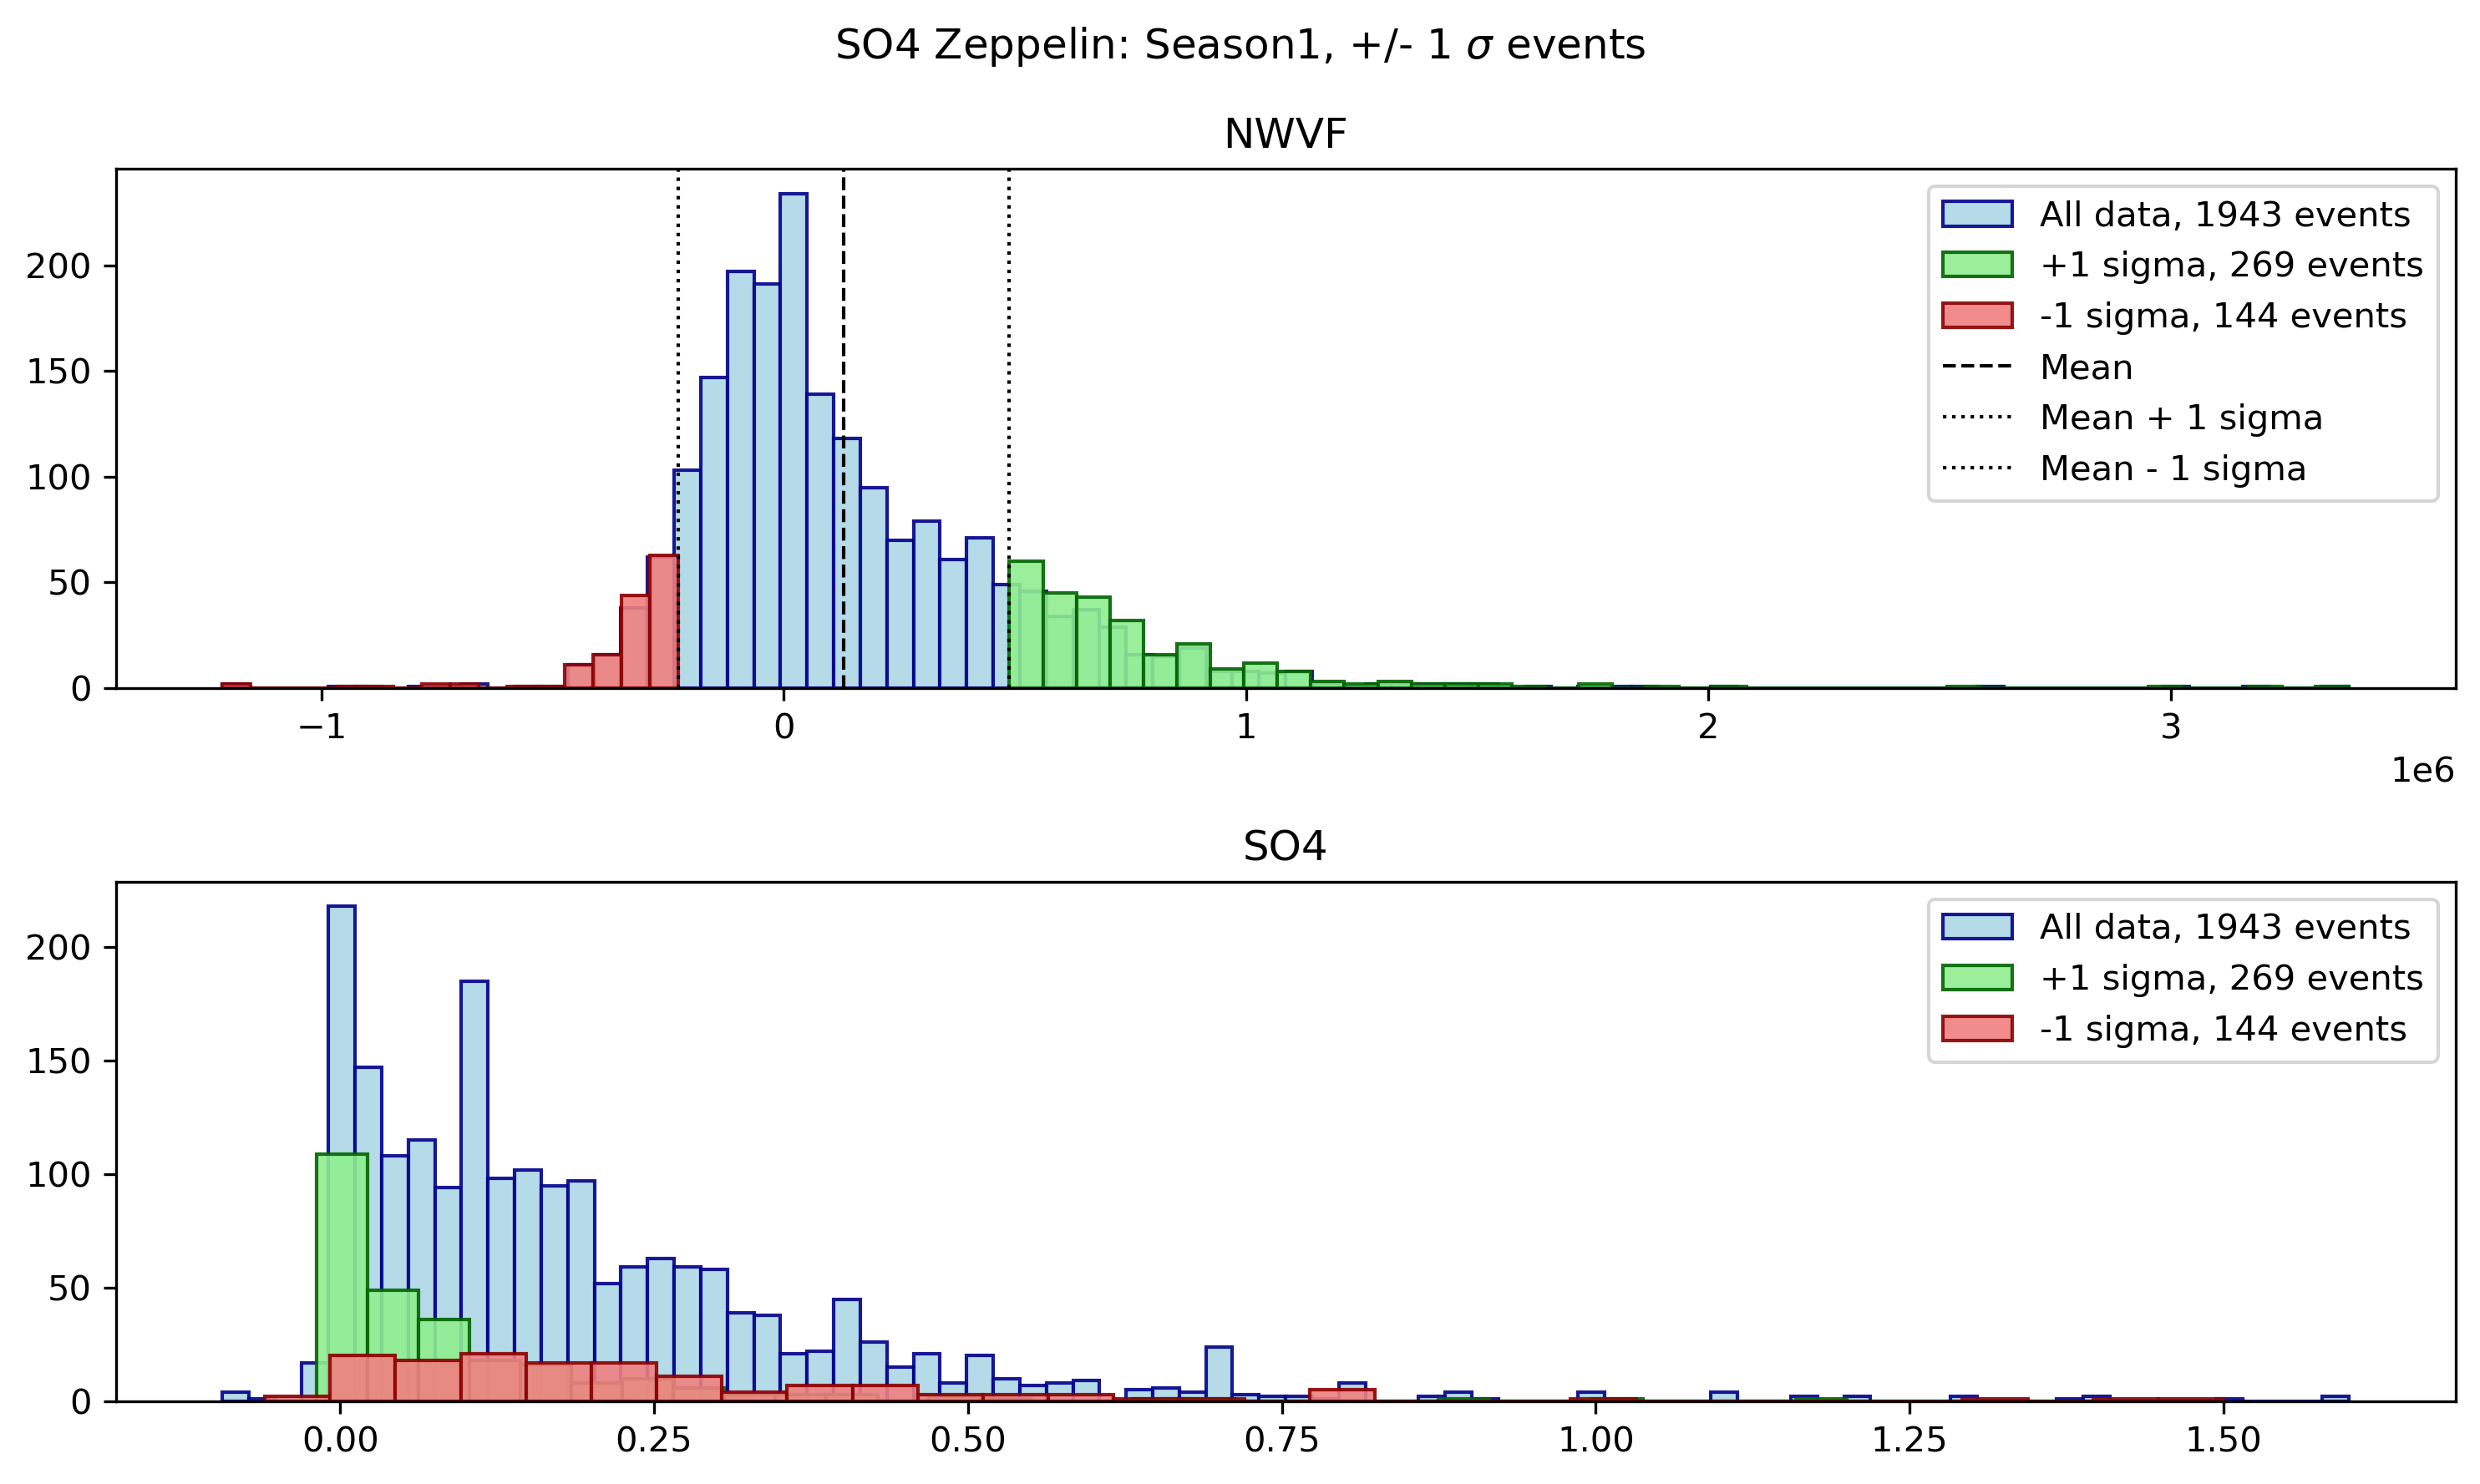 SO4 Zeppelin: Season1, +/- 1 σ events
NWVF
All data, 1943 events
+1 sigma, 269 events
-1 sigma, 144 events
Mean
Mean + 1 sigma
Mean - 1 sigma
200
150
100
50
0
−1 0 1 2 3
1e6
SO4
All data, 1943 events
+1 sigma, 269 events
-1 sigma, 144 events
200
150
100
50
0
0.00 0.25 0.50 0.75 1.00 1.25 1.50